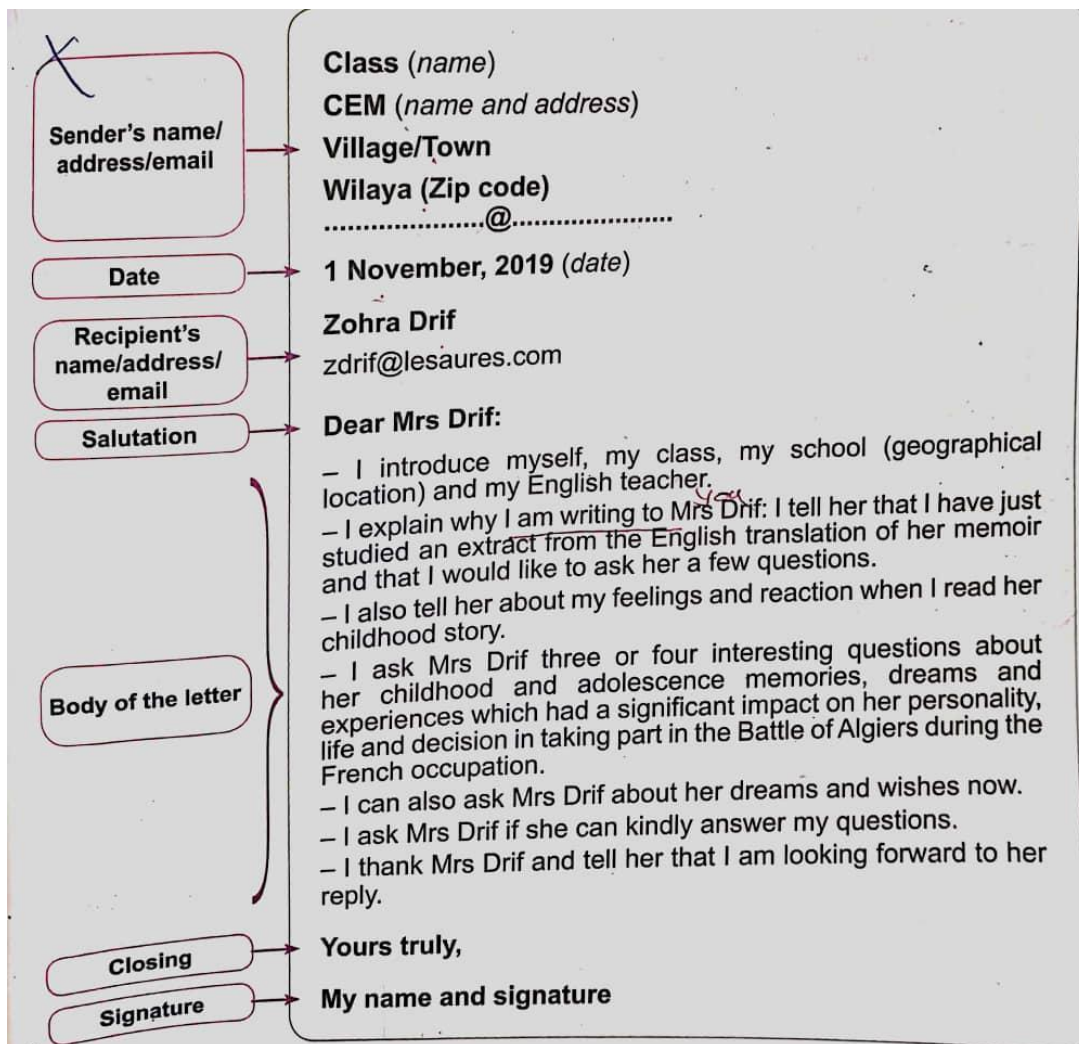 Sender's name/
address/email
Class (name)
CEM (name and address)
Village/Town
Wilaya (Zip code)
.....................@.....................
Date
1 November, 2019 (date)
Recipient's
name/address/
email
Zohra Drif
zdrif@lesaures.com
Salutation
Dear Mrs Drif:
Body of the letter
– I introduce myself, my class, my school (geographical
location) and my English teacher.
you
– I explain why I am writing to Mrs Drif: I tell her that I have just
studied an extract from the English translation of her memoir
and that I would like to ask her a few questions.
– I also tell her about my feelings and reaction when I read her
childhood story.
– I ask Mrs Drif three or four interesting questions about
her childhood and adolescence memories, dreams and
experiences which had a significant impact on her personality,
life and decision in taking part in the Battle of Algiers during the
French occupation.
– I can also ask Mrs Drif about her dreams and wishes now.
– I ask Mrs Drif if she can kindly answer my questions.
– I thank Mrs Drif and tell her that I am looking forward to her
reply.
Closing
Yours truly,
Signature
My name and signature